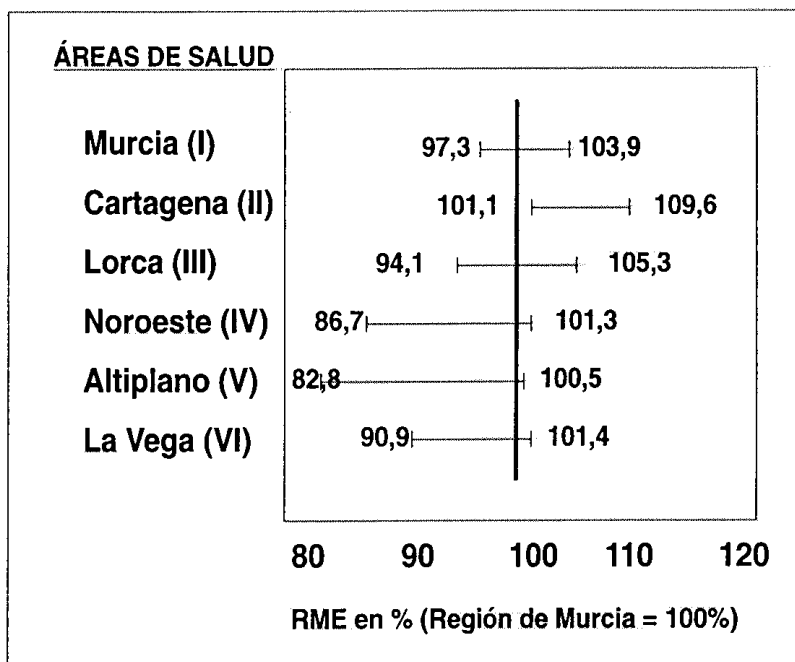 ÁREAS DE SALUD
Murcia (I) 97,3 103,9
Cartagena (II) 101,1 109,6
Lorca (III) 94,1 105,3
Noroeste (IV) 86,7 101,3
Altiplano (V) 82,8 100,5
La Vega (VI) 90,9 101,4
80 90 100 110 120
RME en % (Región de Murcia = 100%)